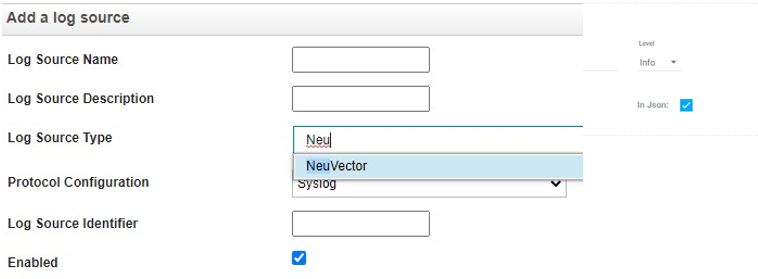 Add a log source
Log Source Name
Log Source Description
Log Source Type
Neu
NeuVector
Protocol Configuration
Syslog
Log Source Identifier
Enabled
Level
Info
In Json: